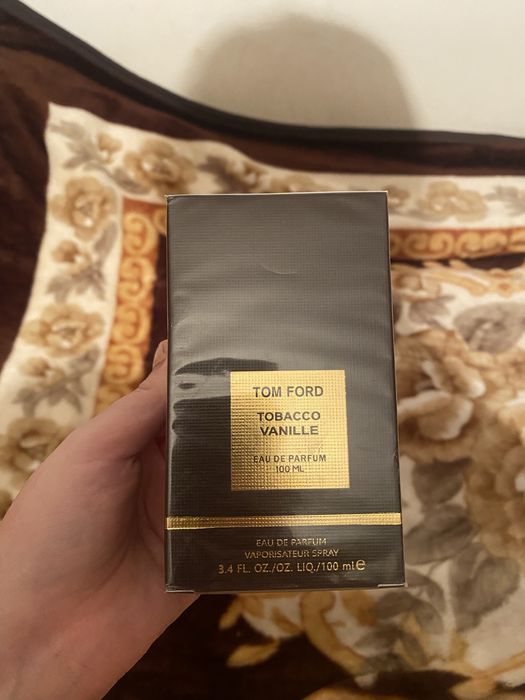 TOM FORD
TOBACCO
VANILLE
EAU DE PARFUM
100 ML
EAU DE PARFUM
VAPORISATEUR SPRAY
3.4 FL. OZ./OZ. LIQ./100 ml℮